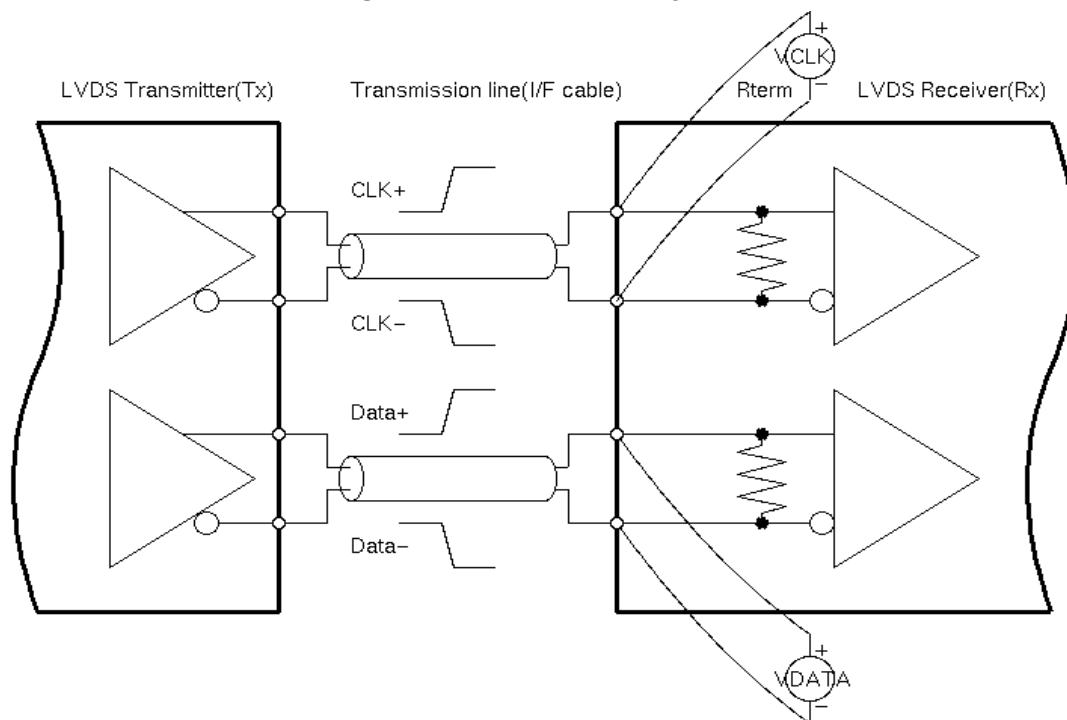 +
VCLK
−
LVDS Transmitter(Tx)
Transmission line(I/F cable)
Rterm
LVDS Receiver(Rx)
CLK+
CLK−
Data+
Data−
+
VDATA
−